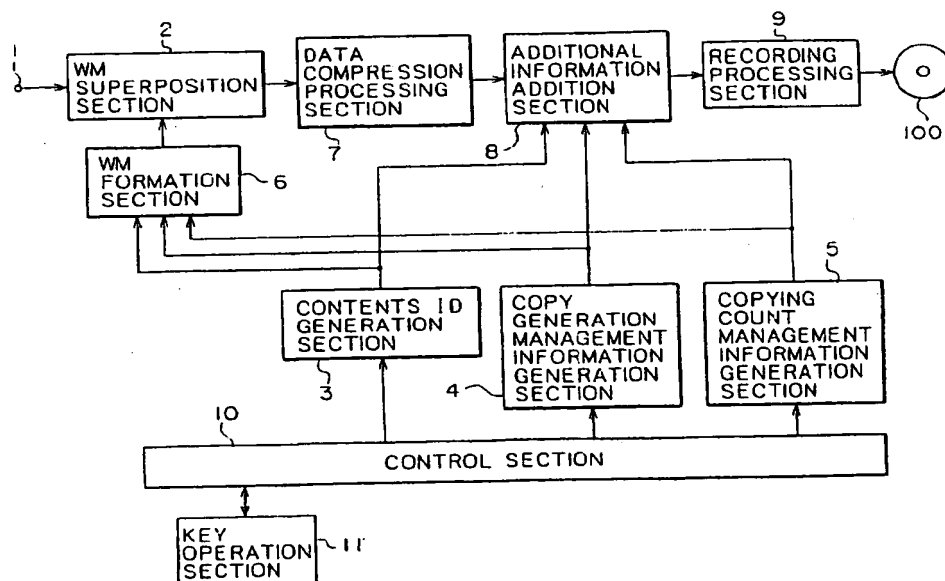 1
2
WM
SUPERPOSITION
SECTION
DATA
COMPRESSION
PROCESSING
SECTION
7
ADDITIONAL
INFORMATION
ADDITION
SECTION
8
9
RECORDING
PROCESSING
SECTION
100
WM
FORMATION
SECTION
6
CONTENTS ID
GENERATION
SECTION
3
COPY
GENERATION
MANAGEMENT
INFORMATION
GENERATION
SECTION
4
5
COPYING
COUNT
MANAGEMENT
INFORMATION
GENERATION
SECTION
10
CONTROL SECTION
KEY
OPERATION
SECTION
11